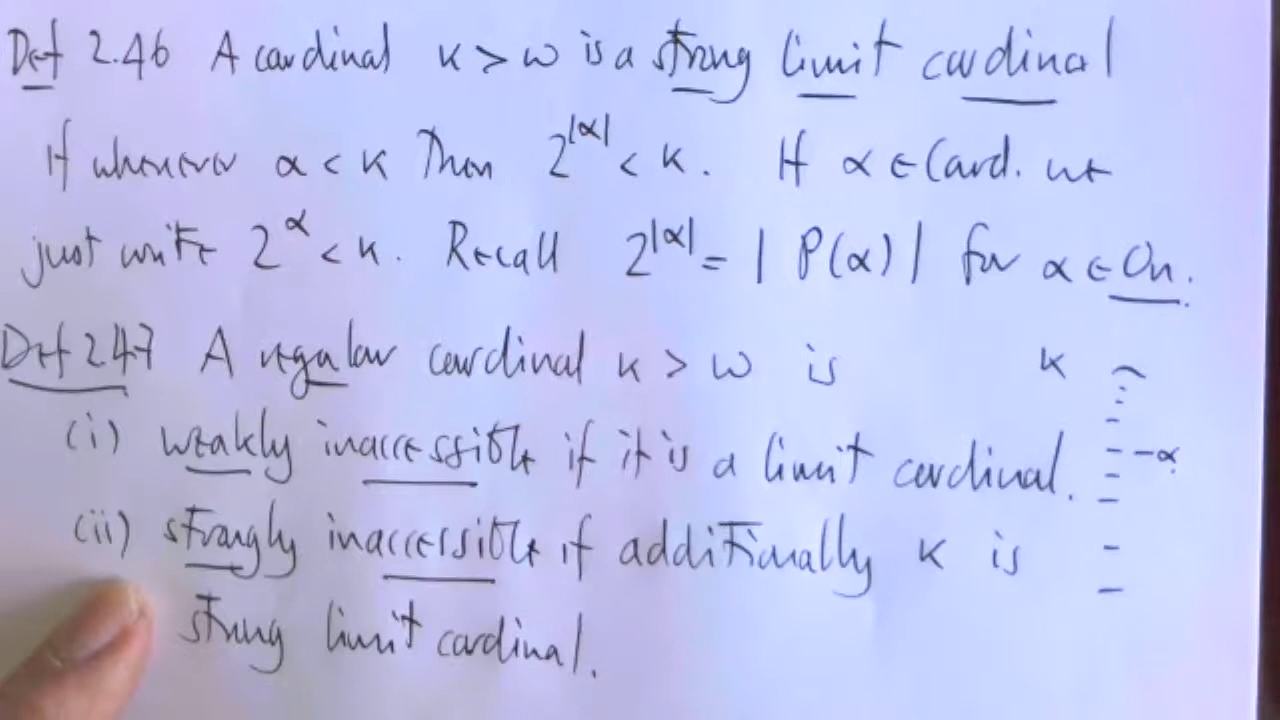 Def 2.46 A cardinal κ > ω is a strong limit cardinal
if whenever α < κ then 2^|α| < κ. If α ∈ Card. we
just write 2^α < κ. Recall 2^|α| = | P(α) | for α ∈ On.
Def 2.47 A regular cardinal κ > ω is
(i) weakly inaccessible if it is a limit cardinal.
(ii) strongly inaccessible if additionally κ is
strong limit cardinal.
κ
α